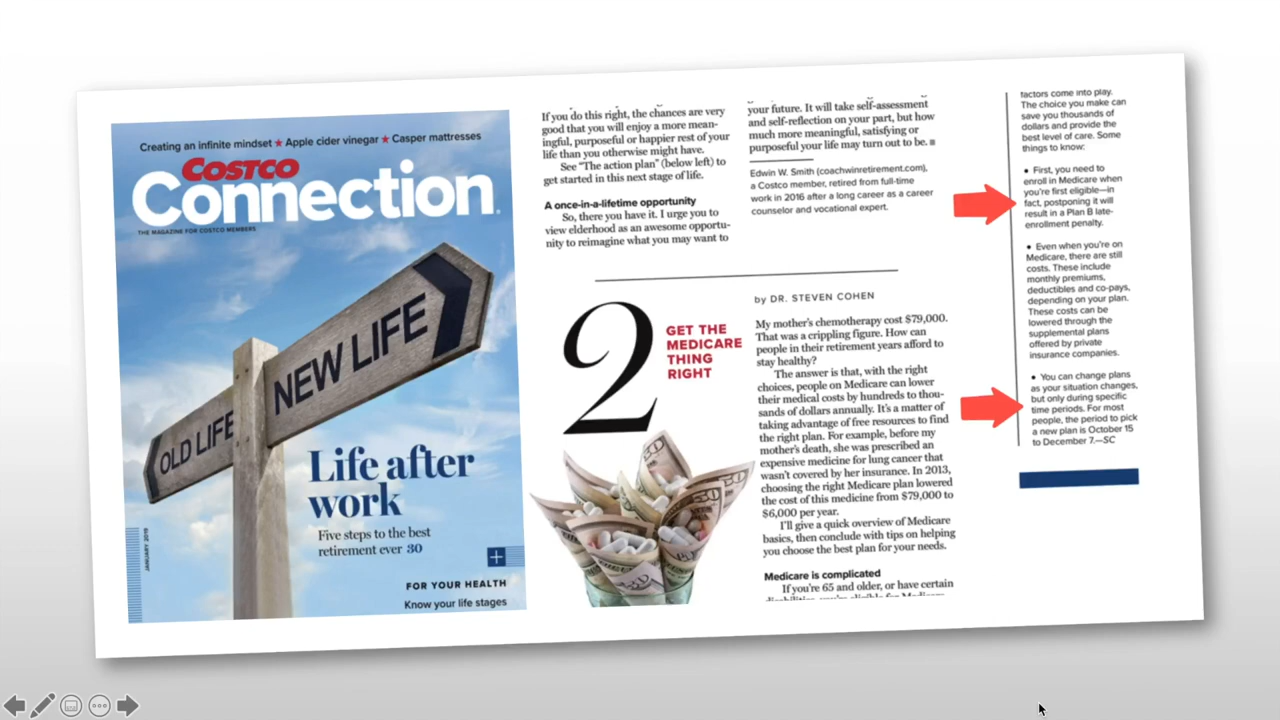 Creating an infinite mindset ★ Apple cider vinegar ★ Casper mattresses
COSTCO
Connection
THE MAGAZINE FOR COSTCO MEMBERS
OLD LIFE
NEW LIFE
Life after
work
Five steps to the best
retirement ever 30
JANUARY 2019
FOR YOUR HEALTH
Know your life stages
If you do this right, the chances are very
good that you will enjoy a more mean-
ingful, purposeful or happier rest of your
life than you otherwise might have.
See “The action plan” (below left) to
get started in this next stage of life.
A once-in-a-lifetime opportunity
So, there you have it. I urge you to
view elderhood as an awesome opportu-
nity to reimagine what you may want to
your future. It will take self-assessment
and self-reflection on your part, but how
much more meaningful, satisfying or
purposeful your life may turn out to be.
Edwin W. Smith (coachwinretirement.com),
a Costco member, retired from full-time
work in 2016 after a long career as a career
counselor and vocational expert.
2
GET THE
MEDICARE
THING
RIGHT
by DR. STEVEN COHEN
My mother’s chemotherapy cost $79,000.
That was a crippling figure. How can
people in their retirement years afford to
stay healthy?
The answer is that, with the right
choices, people on Medicare can lower
their medical costs by hundreds to thou-
sands of dollars annually. It’s a matter of
taking advantage of free resources to find
the right plan. For example, before my
mother’s death, she was prescribed an
expensive medicine for lung cancer that
wasn’t covered by her insurance. In 2013,
choosing the right Medicare plan lowered
the cost of this medicine from $79,000 to
$6,000 per year.
I’ll give a quick overview of Medicare
basics, then conclude with tips on helping
you choose the best plan for your needs.
Medicare is complicated
If you’re 65 and older, or have certain
factors come into play.
The choice you make can
save you thousands of
dollars and provide the
best level of care. Some
things to know:
• First, you need to
enroll in Medicare when
you’re first eligible—in
fact, postponing it will
result in a Plan B late-
enrollment penalty.
• Even when you’re on
Medicare, there are still
costs. These include
monthly premiums,
deductibles and co-pays,
depending on your plan.
These costs can be
lowered through the
supplemental plans
offered by private
insurance companies.
• You can change plans
as your situation changes,
but only during specific
time periods. For most
people, the period to pick
a new plan is October 15
to December 7.—SC